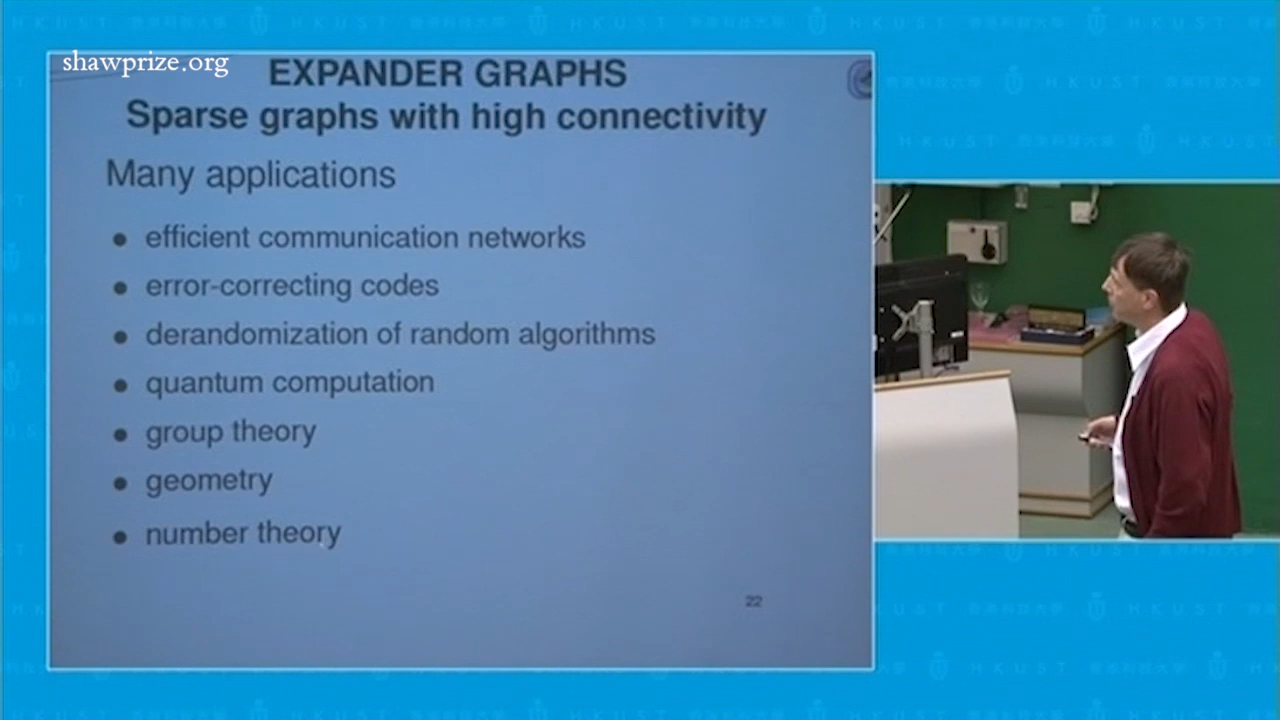 shawprize.org
EXPANDER GRAPHS
Sparse graphs with high connectivity
Many applications
• efficient communication networks
• error-correcting codes
• derandomization of random algorithms
• quantum computation
• group theory
• geometry
• number theory
22
HKUST